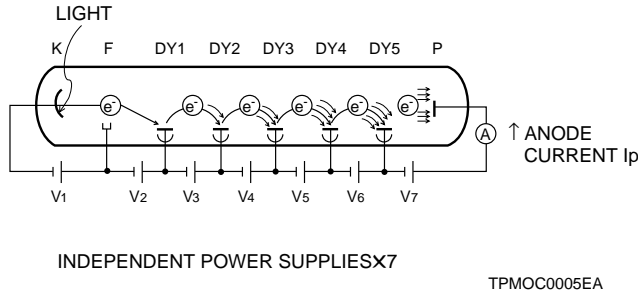 LIGHT
K F DY1 DY2 DY3 DY4 DY5 P
e- e- e- e- e- e-
A
↑ ANODE
CURRENT Ip
V1 V2 V3 V4 V5 V6 V7
INDEPENDENT POWER SUPPLIES×7
TPMOC0005EA